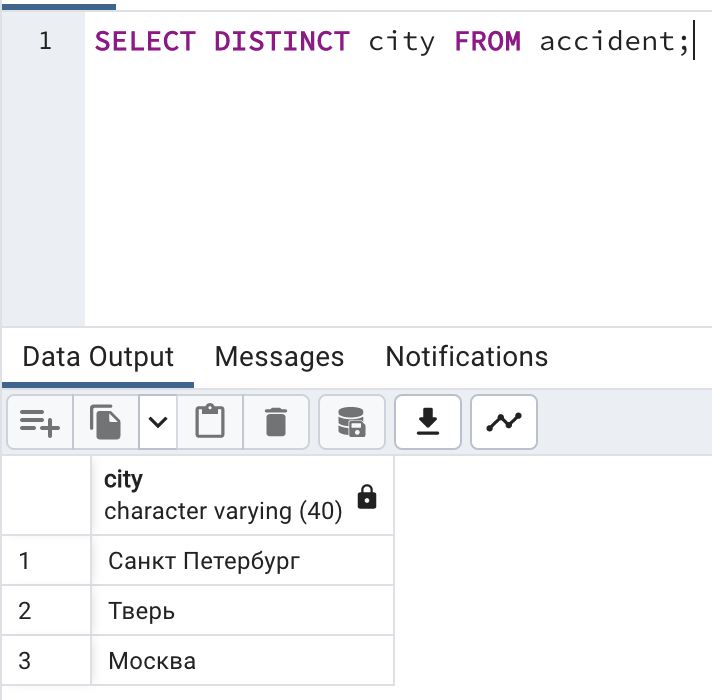 1 SELECT DISTINCT city FROM accident;
Data Output Messages Notifications
city
character varying (40)
1 Санкт Петербург
2 Тверь
3 Москва